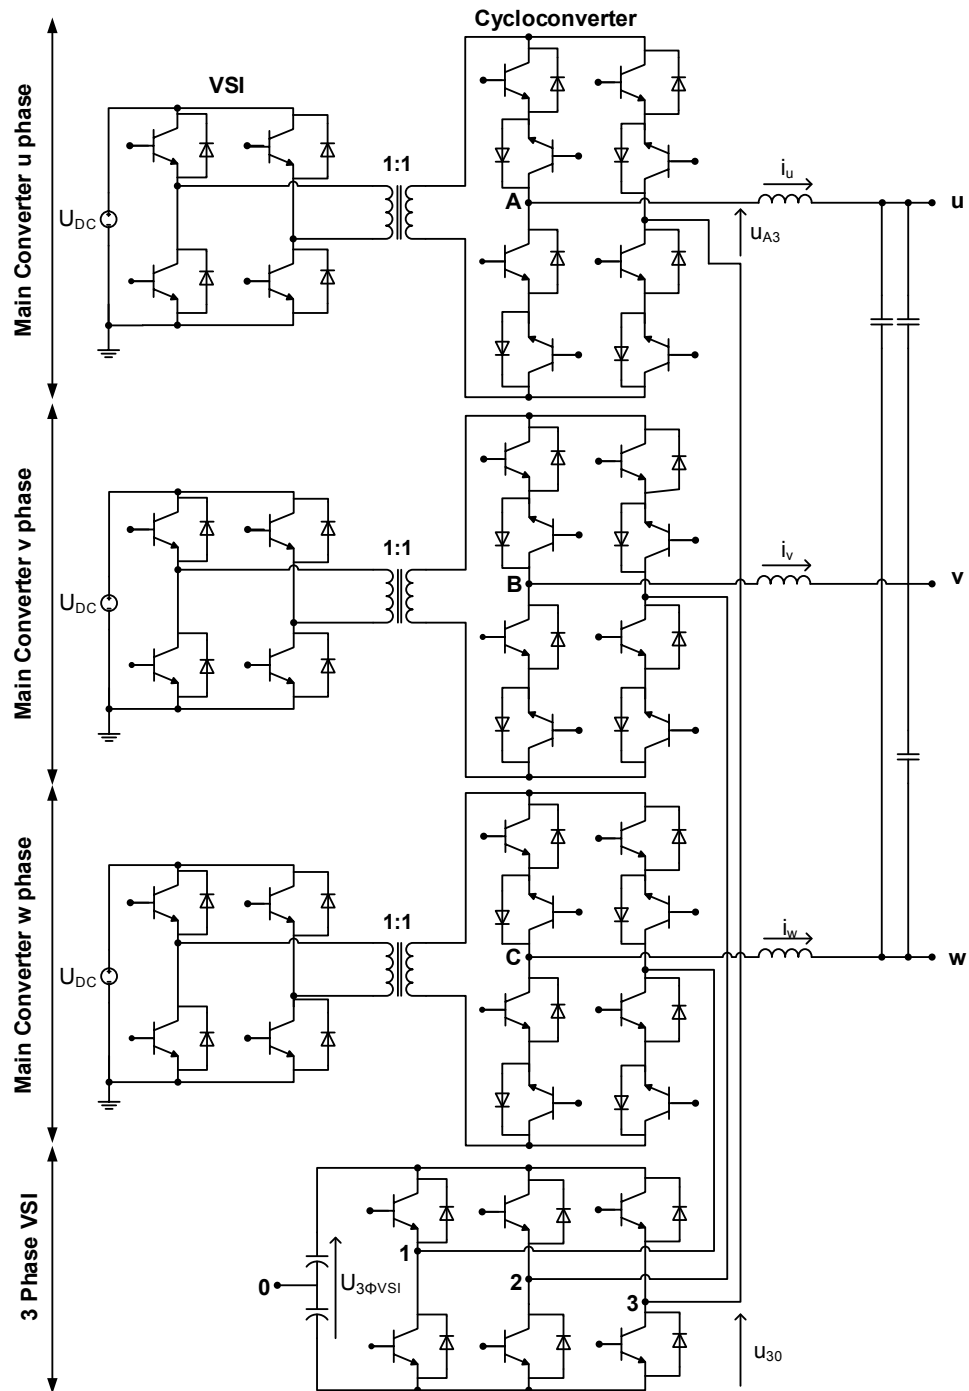 Cycloconverter
VSI
Main Converter u phase
1:1
U_DC
A
i_u
u
u_A3
Main Converter v phase
1:1
U_DC
B
i_v
v
Main Converter w phase
1:1
U_DC
C
i_w
w
3 Phase VSI
1
0
U_3ΦVSI
2
3
u_30